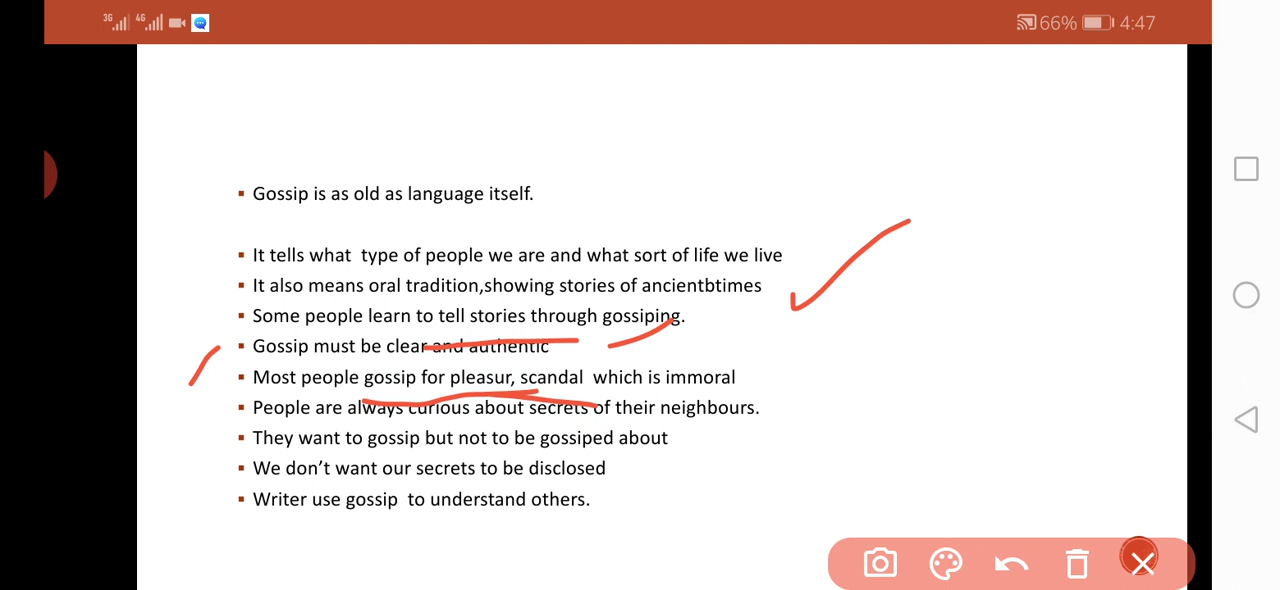 3G 4G 66% 4:47
Gossip is as old as language itself.
It tells what type of people we are and what sort of life we live
It also means oral tradition,showing stories of ancientbtimes
Some people learn to tell stories through gossiping.
Gossip must be clear and authentic
Most people gossip for pleasur, scandal which is immoral
People are always curious about secrets of their neighbours.
They want to gossip but not to be gossiped about
We don’t want our secrets to be disclosed
Writer use gossip to understand others.